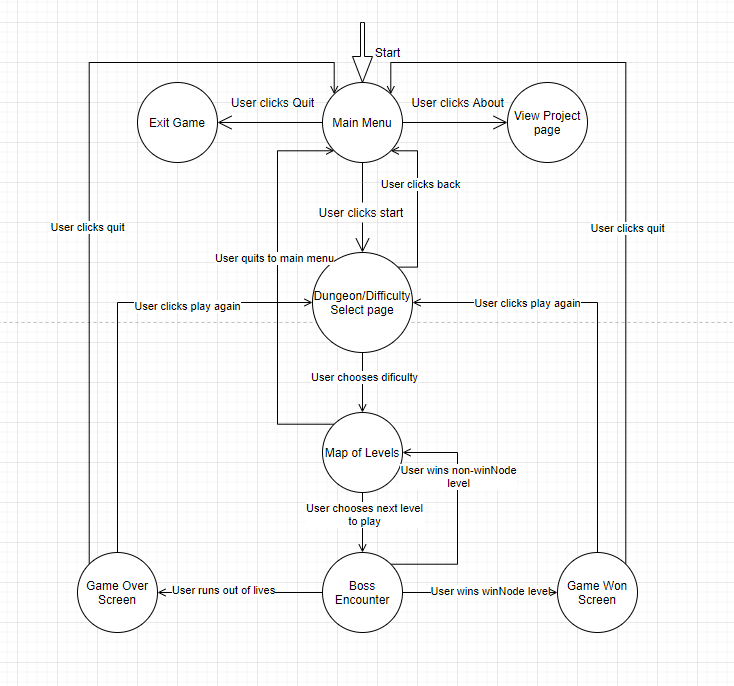 Start
User clicks Quit
User clicks About
Exit Game
Main Menu
View Project
page
User clicks back
User clicks start
User clicks quit
User clicks quit
User quits to main menu
Dungeon/Difficulty
Select page
User clicks play again
User clicks play again
User chooses dificulty
Map of Levels
User wins non-winNode
level
User chooses next level
to play
Game Over
Screen
User runs out of lives
Boss
Encounter
User wins winNode level
Game Won
Screen